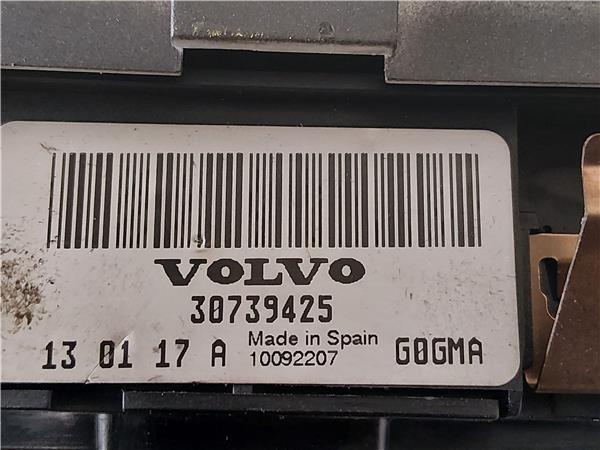 VOLVO
30739425
13 01 17 A Made in Spain G0GMA
10092207